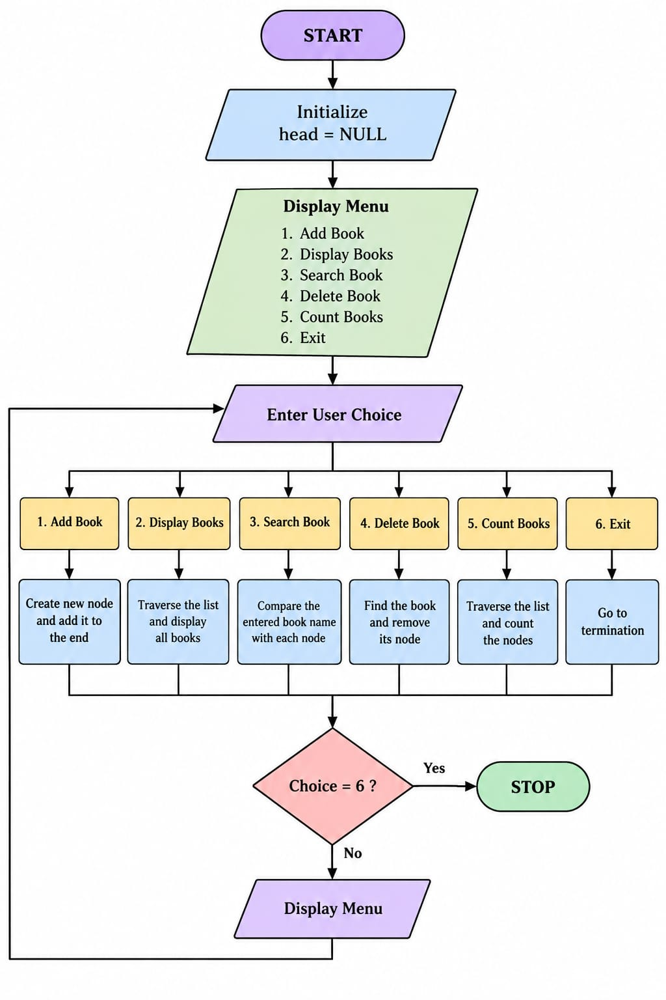 START
Initialize
head = NULL
Display Menu
1. Add Book
2. Display Books
3. Search Book
4. Delete Book
5. Count Books
6. Exit
Enter User Choice
1. Add Book
2. Display Books
3. Search Book
4. Delete Book
5. Count Books
6. Exit
Create new node
and add it to
the end
Traverse the list
and display
all books
Compare the
entered book name
with each node
Find the book
and remove
its node
Traverse the list
and count
the nodes
Go to
termination
Choice = 6 ?
Yes
STOP
No
Display Menu